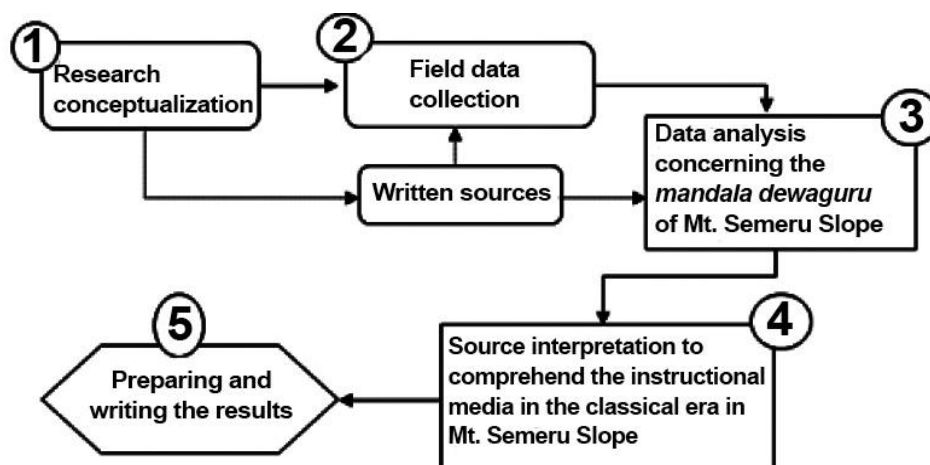 1
Research
conceptualization
2
Field data
collection
Written sources
3
Data analysis
concerning the
mandala dewaguru
of Mt. Semeru Slope
4
Source interpretation to
comprehend the instructional
media in the classical era in
Mt. Semeru Slope
5
Preparing and
writing the results